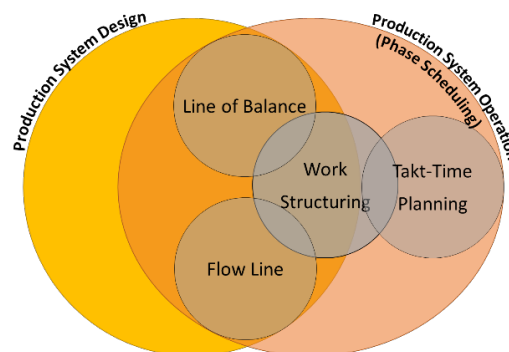 Production System Design
Production System Operation
(Phase Scheduling)
Line of Balance
Work
Structuring
Takt-Time
Planning
Flow Line